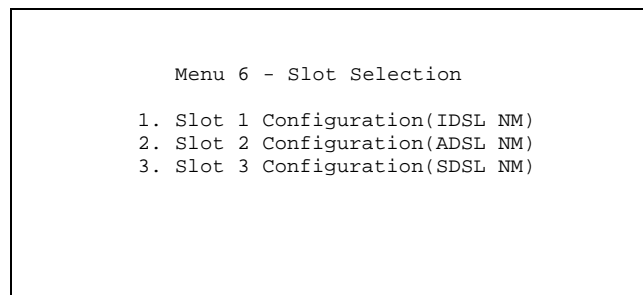 Menu 6 - Slot Selection
1. Slot 1 Configuration(IDSL NM)
2. Slot 2 Configuration(ADSL NM)
3. Slot 3 Configuration(SDSL NM)